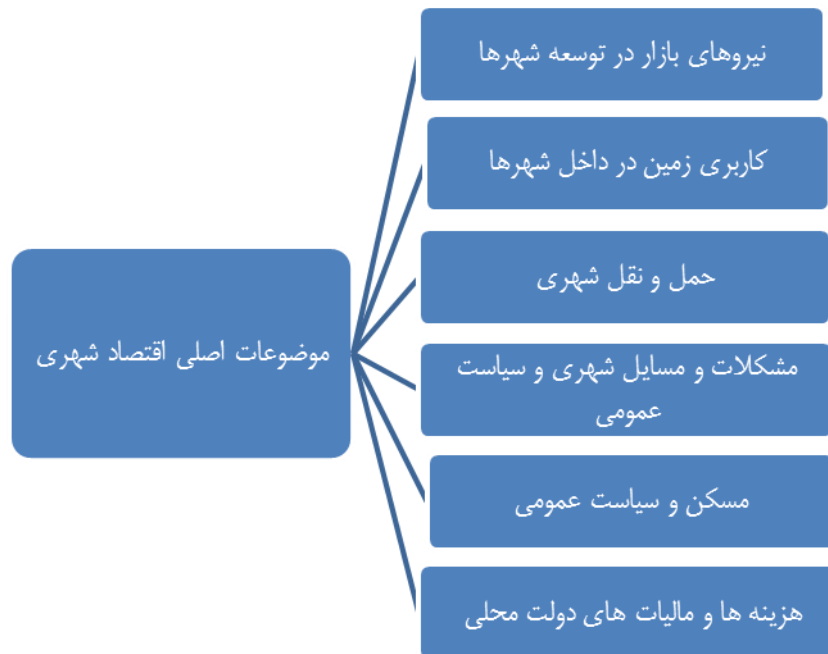 نیروهای بازار در توسعه شهرها
کاربری زمین در داخل شهرها
حمل و نقل شهری
موضوعات اصلی اقتصاد شهری
مشکلات و مسایل شهری و سیاست
عمومی
مسکن و سیاست عمومی
هزینه ها و مالیات های دولت محلی